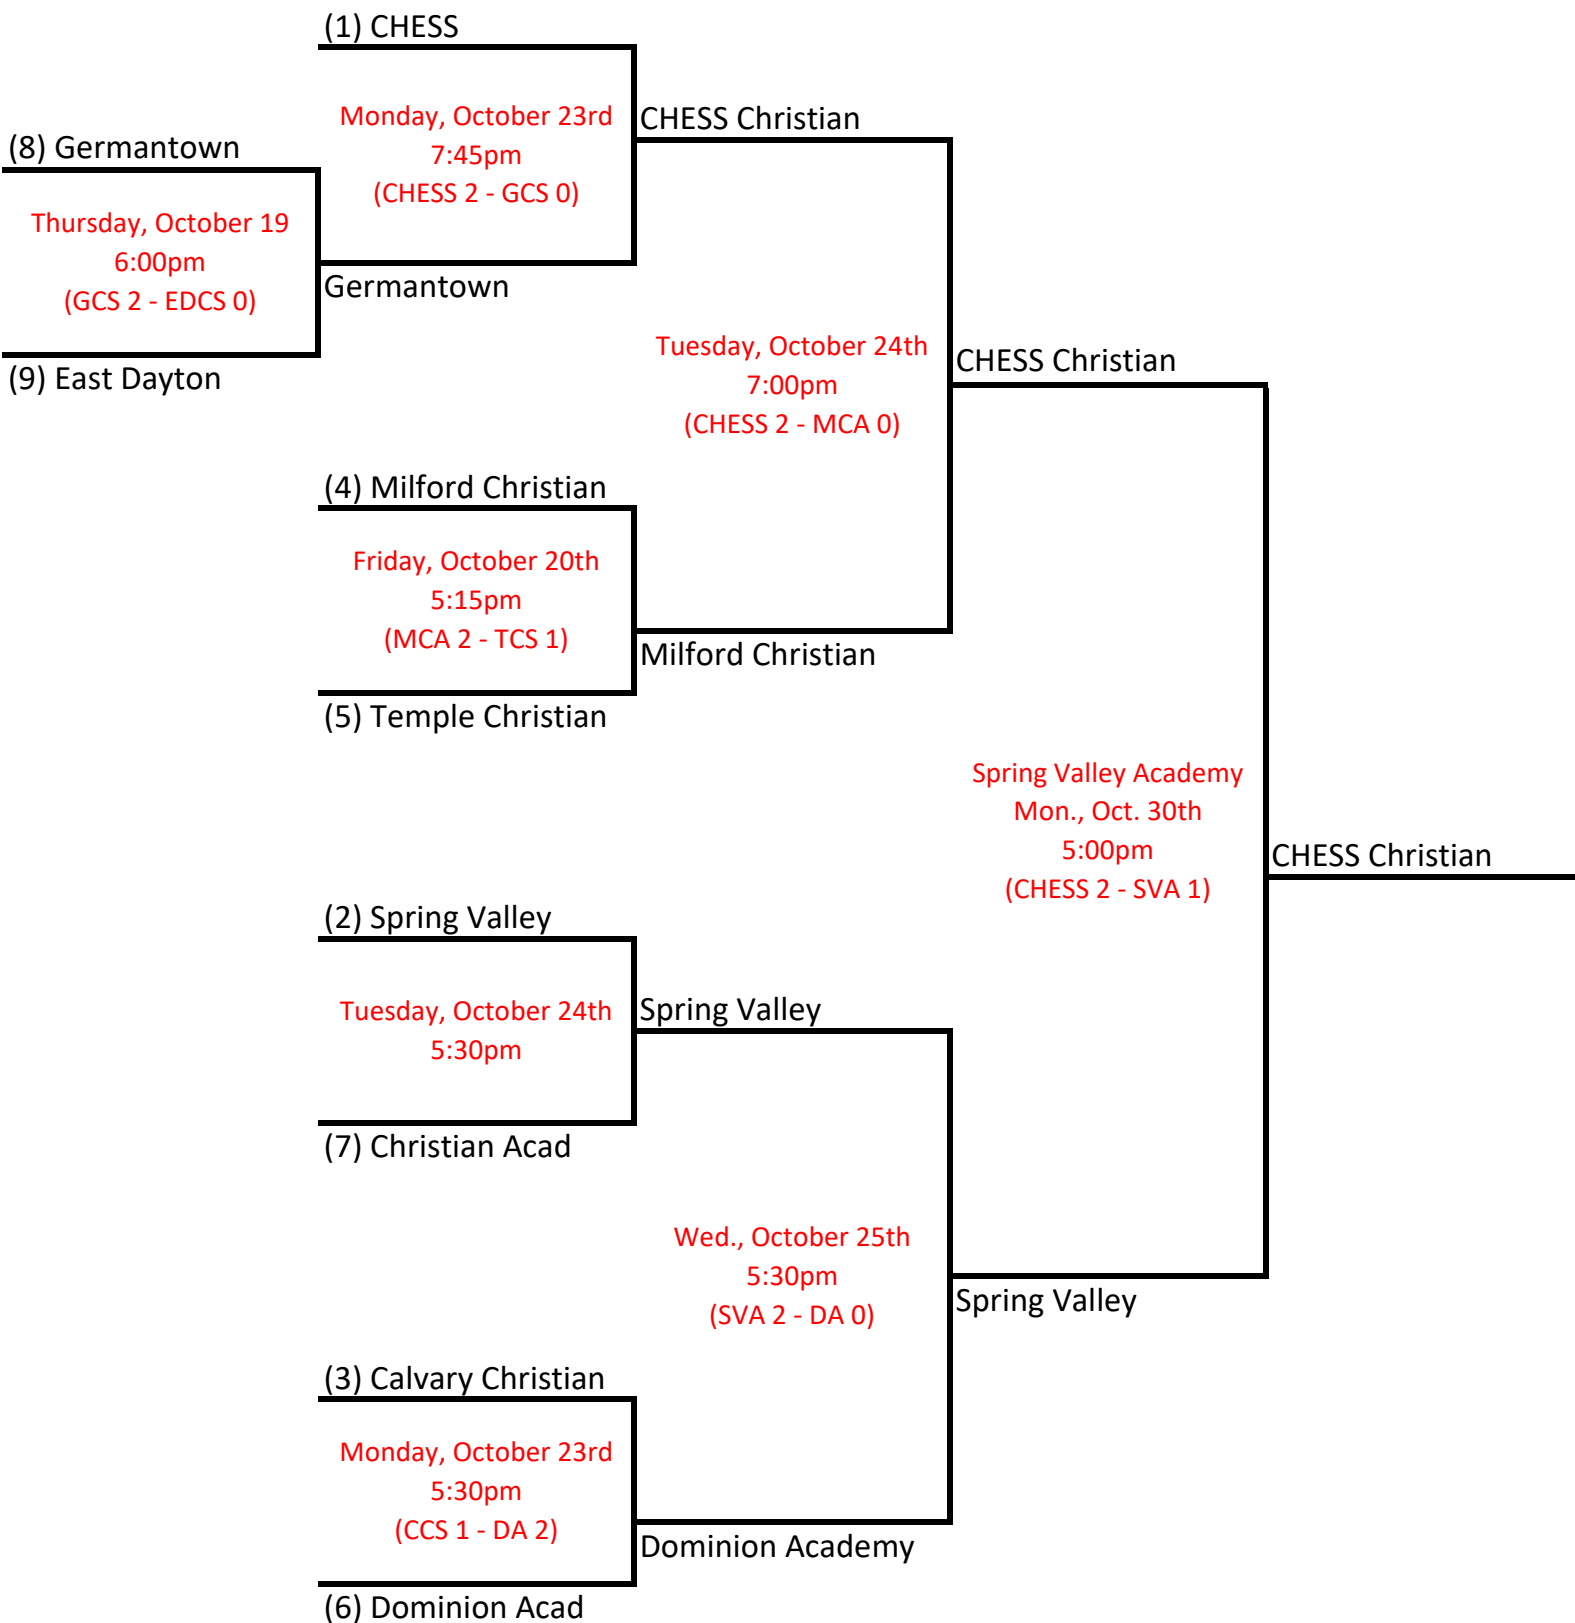 (1) CHESS
Monday, October 23rd
7:45pm
(CHESS 2 - GCS 0)
CHESS Christian
(8) Germantown
Thursday, October 19
6:00pm
(GCS 2 - EDCS 0)
Germantown
(9) East Dayton
Tuesday, October 24th
7:00pm
(CHESS 2 - MCA 0)
CHESS Christian
(4) Milford Christian
Friday, October 20th
5:15pm
(MCA 2 - TCS 1)
Milford Christian
(5) Temple Christian
Spring Valley Academy
Mon., Oct. 30th
5:00pm
(CHESS 2 - SVA 1)
CHESS Christian
(2) Spring Valley
Tuesday, October 24th
5:30pm
Spring Valley
(7) Christian Acad
Wed., October 25th
5:30pm
(SVA 2 - DA 0)
Spring Valley
(3) Calvary Christian
Monday, October 23rd
5:30pm
(CCS 1 - DA 2)
Dominion Academy
(6) Dominion Acad